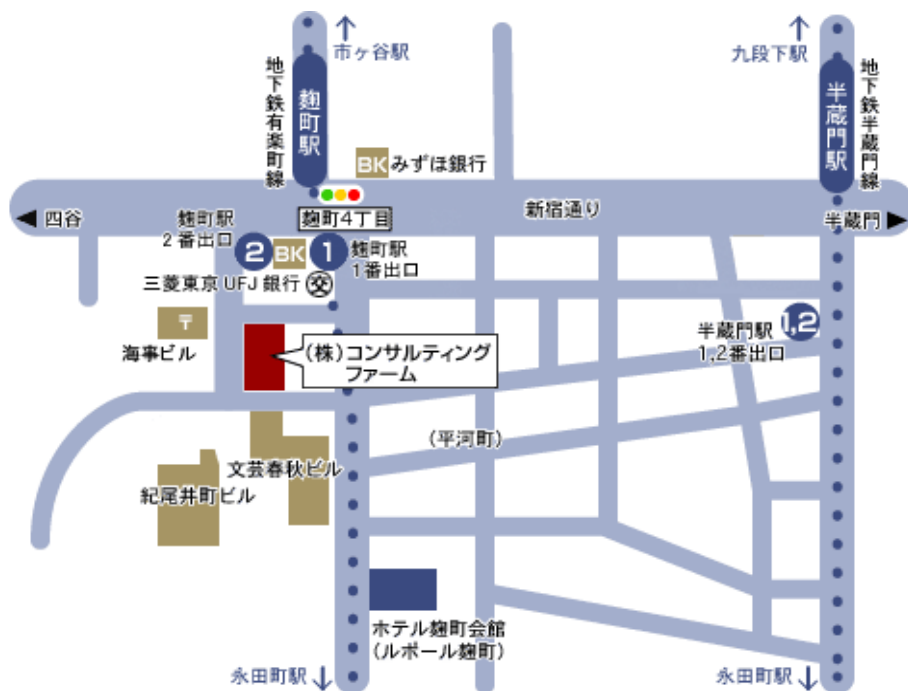 市ヶ谷駅
九段下駅
地下鉄有楽町線
麹町駅
半蔵門駅
地下鉄半蔵門線
BK みずほ銀行
四谷
麹町4丁目
新宿通り
半蔵門
麹町駅
2番出口
2
BK
1
麹町駅
1番出口
三菱東京UFJ銀行
交
〒
海事ビル
(株)コンサルティング
ファーム
半蔵門駅
1,2番出口
1,2
(平河町)
文芸春秋ビル
紀尾井町ビル
ホテル麹町会館
(ルポール麹町)
永田町駅
永田町駅